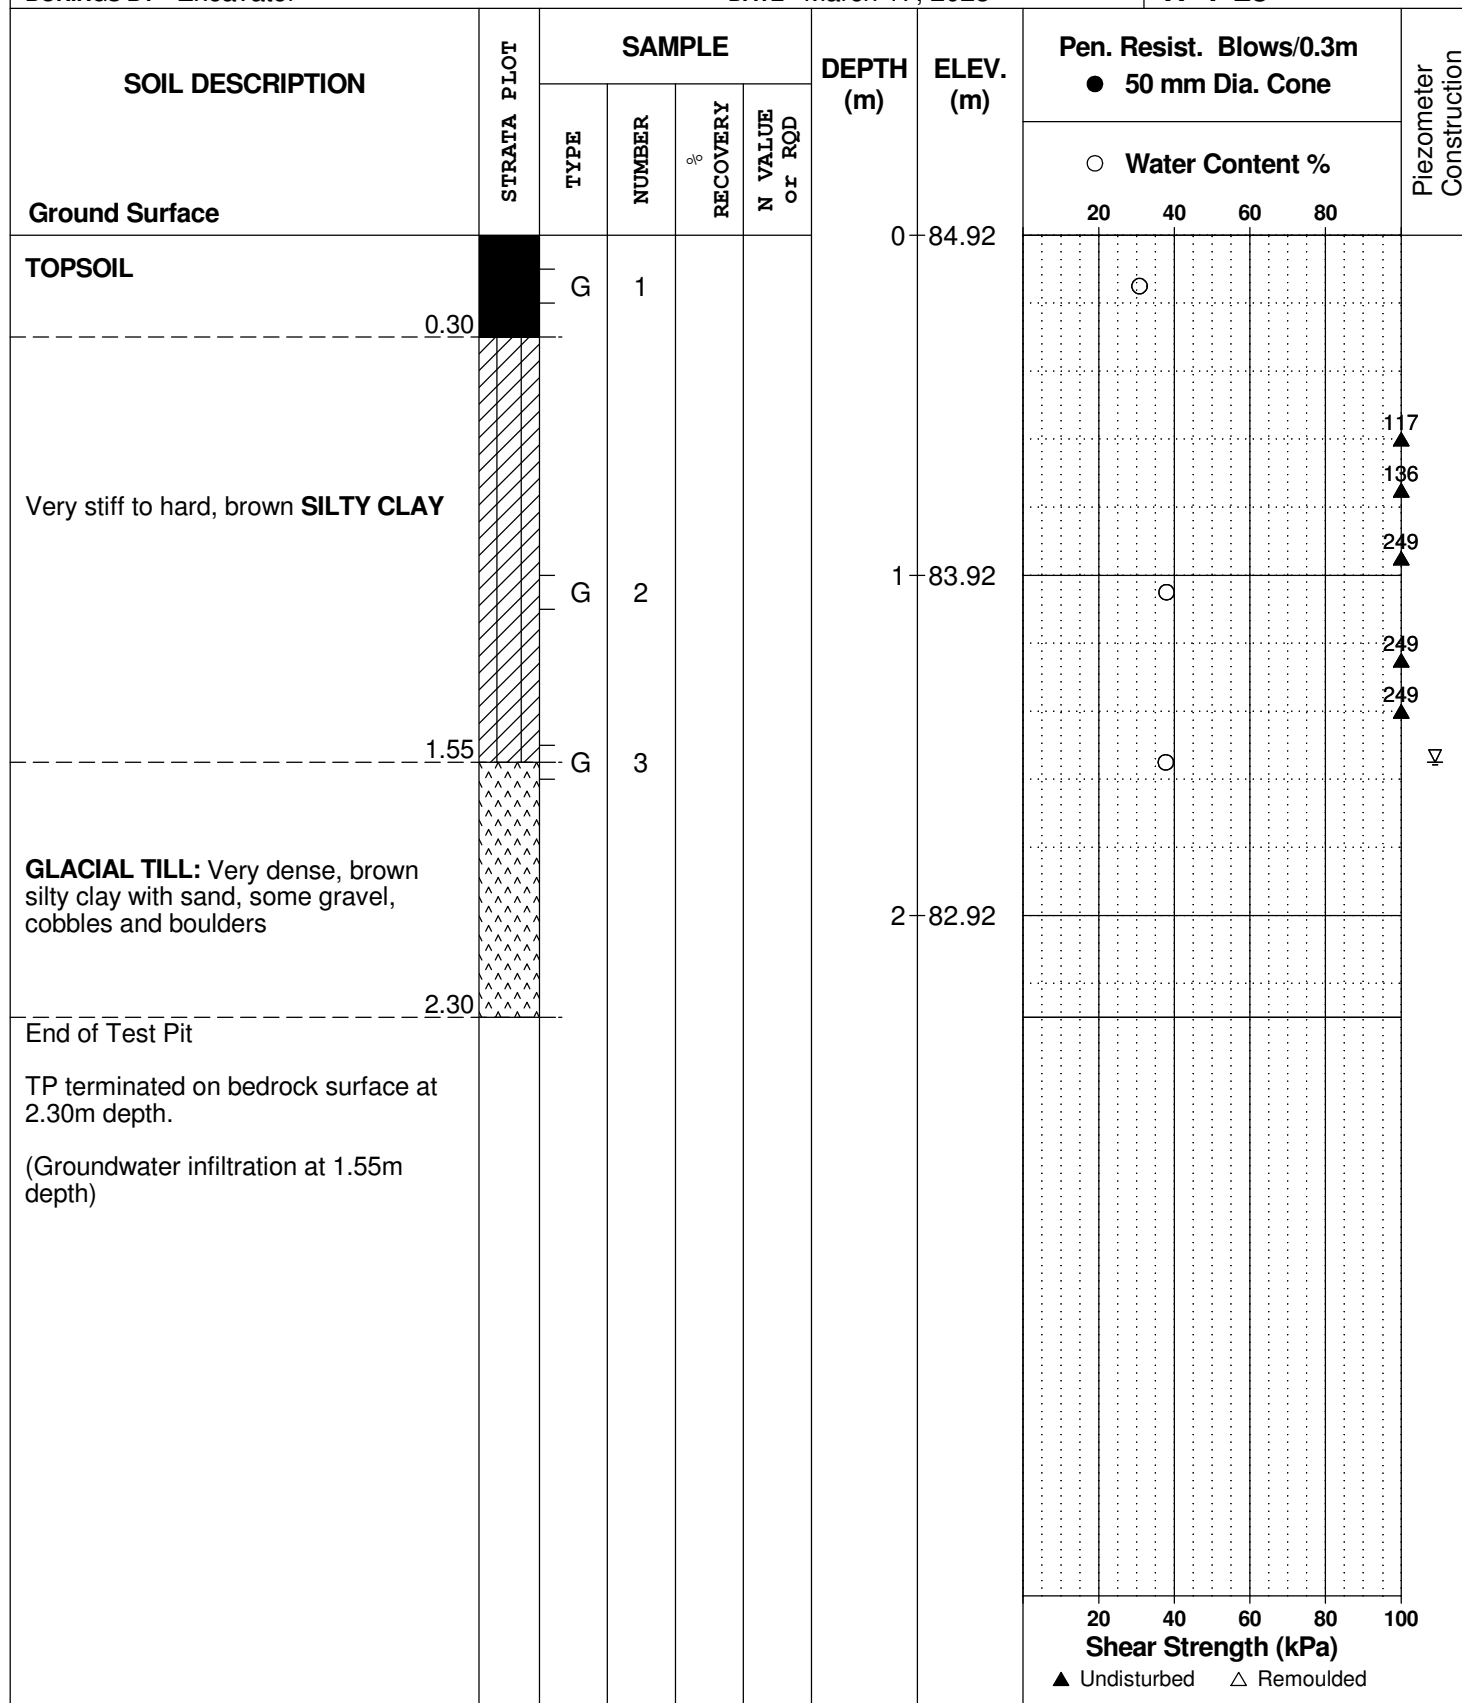 SOIL DESCRIPTION
Ground Surface
STRATA PLOT
SAMPLE
TYPE
NUMBER
% RECOVERY
N VALUE or RQD
DEPTH
(m)
ELEV.
(m)
Pen. Resist. Blows/0.3m
● 50 mm Dia. Cone
○ Water Content %
20 40 60 80
Piezometer
Construction
0 84.92
TOPSOIL
G 1
0.30
117
136
Very stiff to hard, brown SILTY CLAY
249
1 83.92
G 2
249
249
1.55
G 3
GLACIAL TILL: Very dense, brown
silty clay with sand, some gravel,
cobbles and boulders
2 82.92
2.30
End of Test Pit
TP terminated on bedrock surface at
2.30m depth.
(Groundwater infiltration at 1.55m
depth)
20 40 60 80 100
Shear Strength (kPa)
▲ Undisturbed △ Remoulded